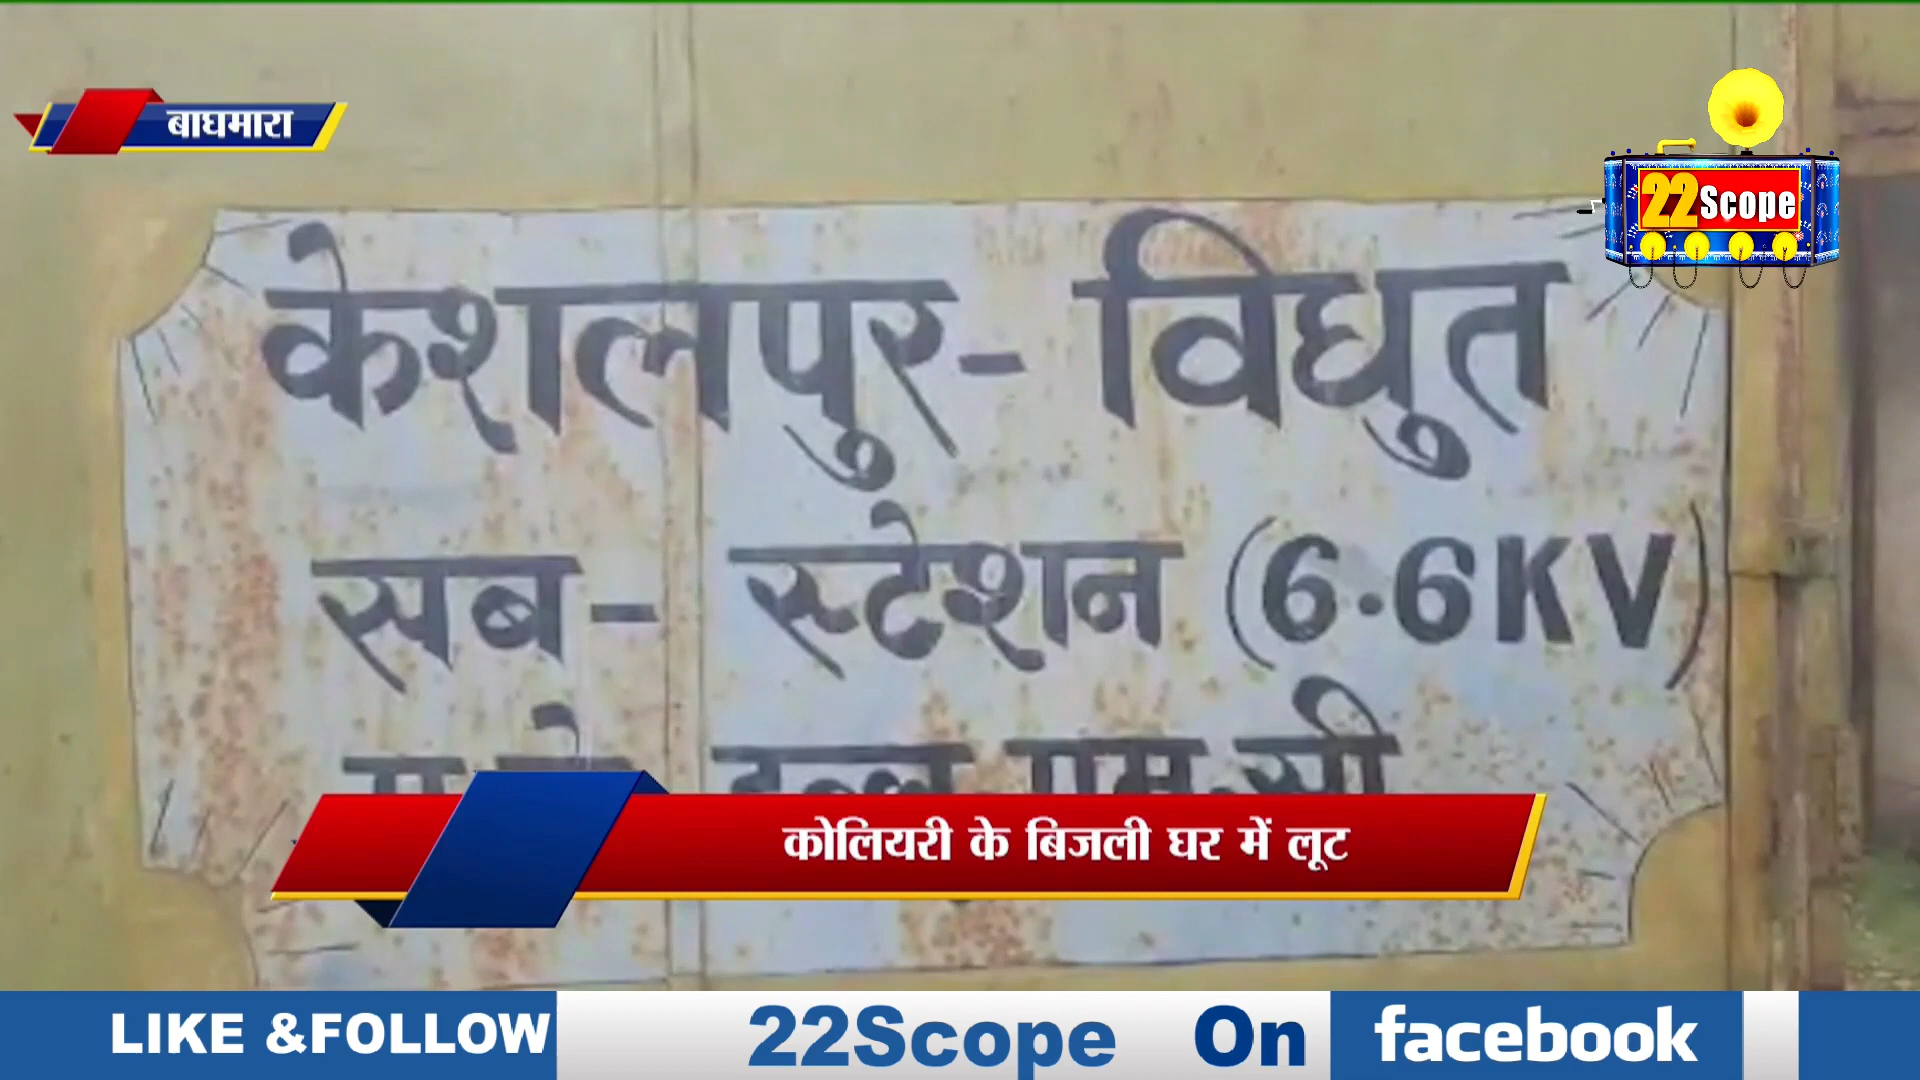 बाघमारा
22Scope
केशलपुर- विघुत
सब- स्टेशन (6.6KV)
कोलियरी के बिजली घर में लूट
LIKE &FOLLOW 22Scope On facebook